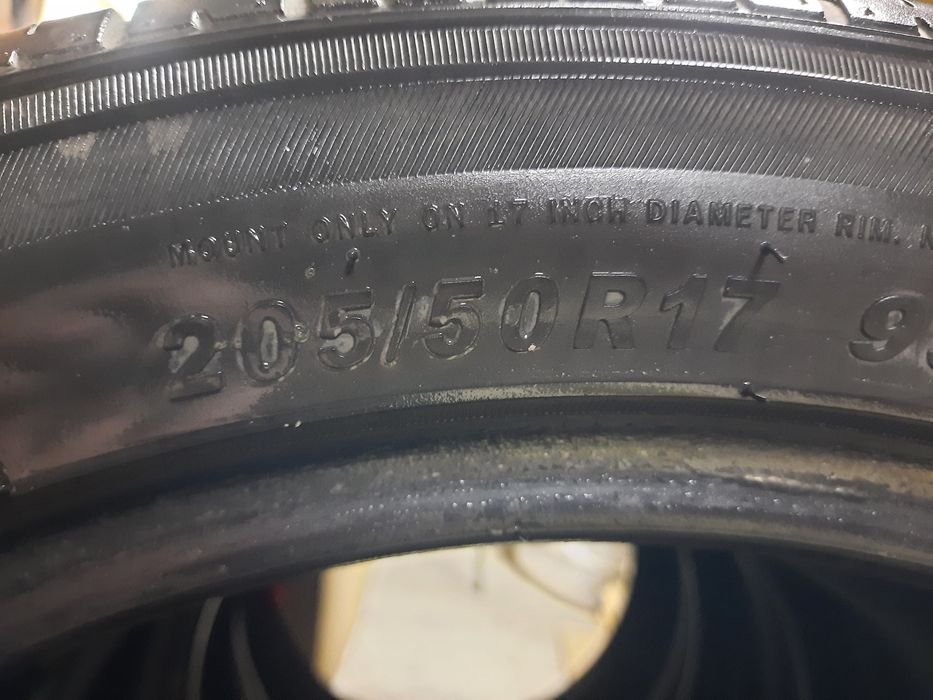 MOUNT ONLY ON 17 INCH DIAMETER RIM.
205/50R17